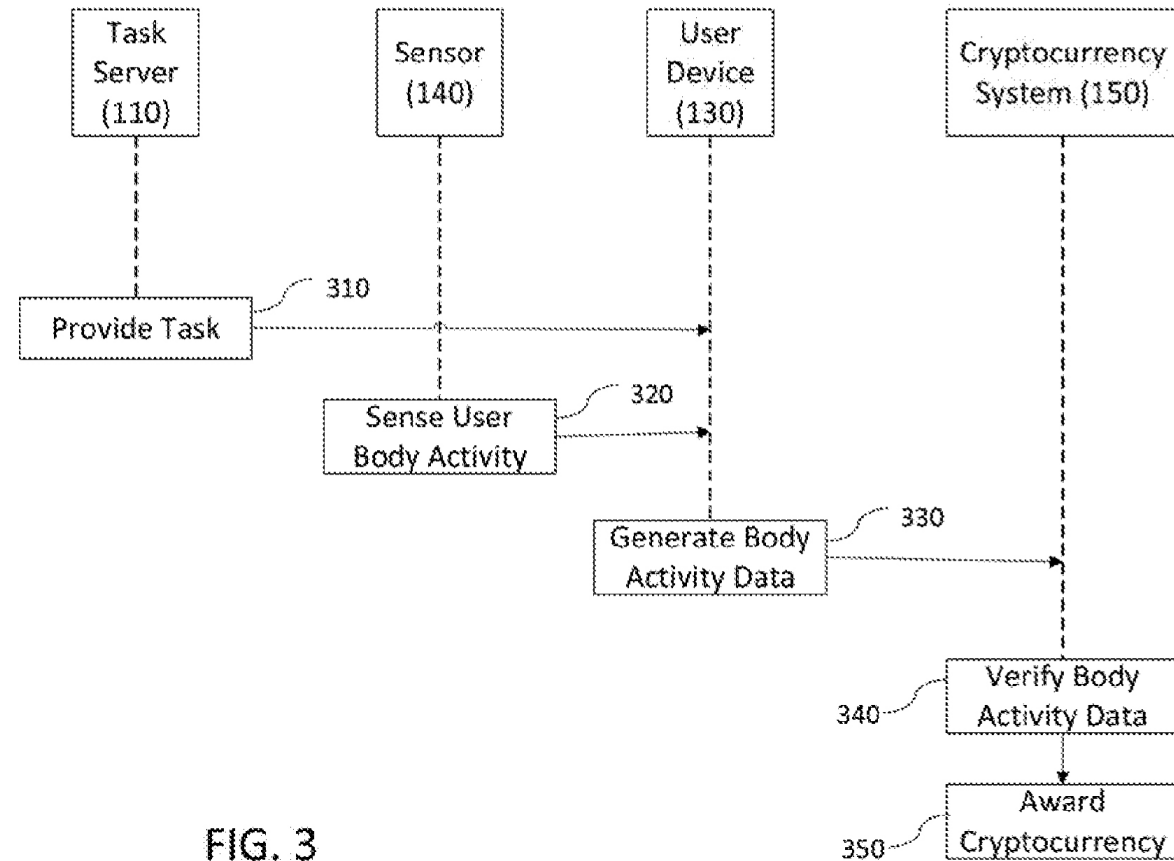 Task
Server
(110)
Sensor
(140)
User
Device
(130)
Cryptocurrency
System (150)
Provide Task
310
Sense User
Body Activity
320
Generate Body
Activity Data
330
Verify Body
Activity Data
340
Award
Cryptocurrency
350
FIG. 3